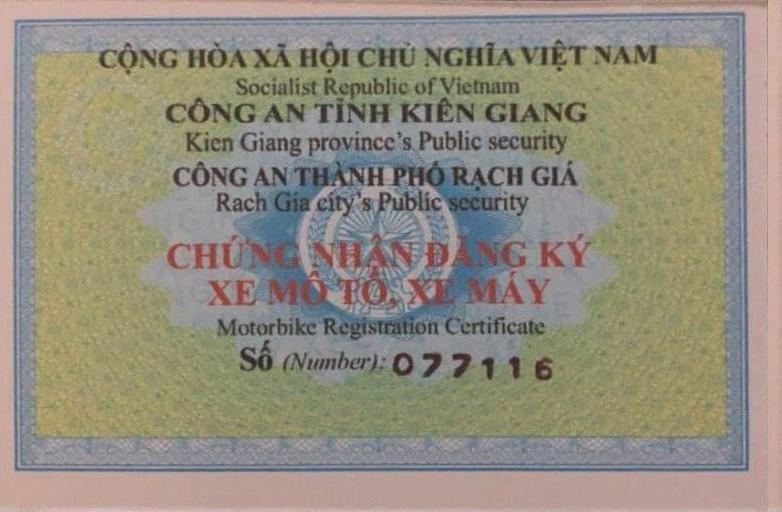 CỘNG HÒA XÃ HỘI CHỦ NGHĨA VIỆT NAM
Socialist Republic of Vietnam
CÔNG AN TỈNH KIÊN GIANG
Kien Giang province's Public security
CÔNG AN THÀNH PHỐ RẠCH GIÁ
Rach Gia city's Public security
CHỨNG NHẬN ĐĂNG KÝ
XE MÔ TÔ, XE MÁY
Motorbike Registration Certificate
Số (Number): 077116